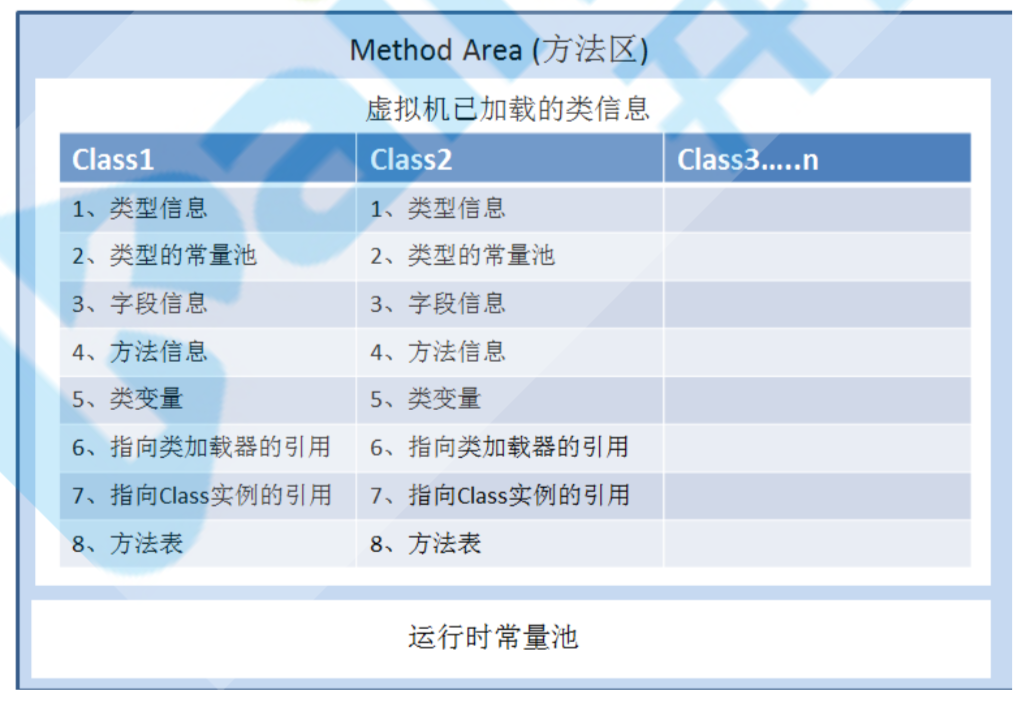 Method Area (方法区)
虚拟机已加载的类信息
Class1 Class2 Class3.....n
1、类型信息 1、类型信息
2、类型的常量池 2、类型的常量池
3、字段信息 3、字段信息
4、方法信息 4、方法信息
5、类变量 5、类变量
6、指向类加载器的引用 6、指向类加载器的引用
7、指向Class实例的引用 7、指向Class实例的引用
8、方法表 8、方法表
运行时常量池